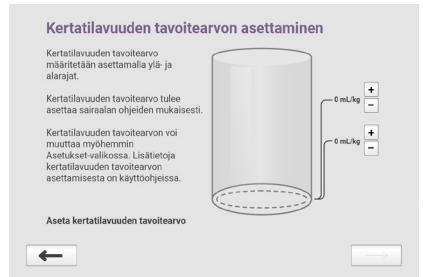 Kertatilavuuden tavoitearvon asettaminen
Kertatilavuuden tavoitearvo
määritetään asettamalla ylä- ja
alarajat.
Kertatilavuuden tavoitearvo tulee
asettaa sairaalan ohjeiden mukaisesti.
Kertatilavuuden tavoitearvon voi
muuttaa myöhemmin
Asetukset-valikossa. Lisätietoja
kertatilavuuden tavoitearvon
asettamisesta on käyttöohjeissa.
Aseta kertatilavuuden tavoitearvo
+
0 mL/kg
−
+
0 mL/kg
−